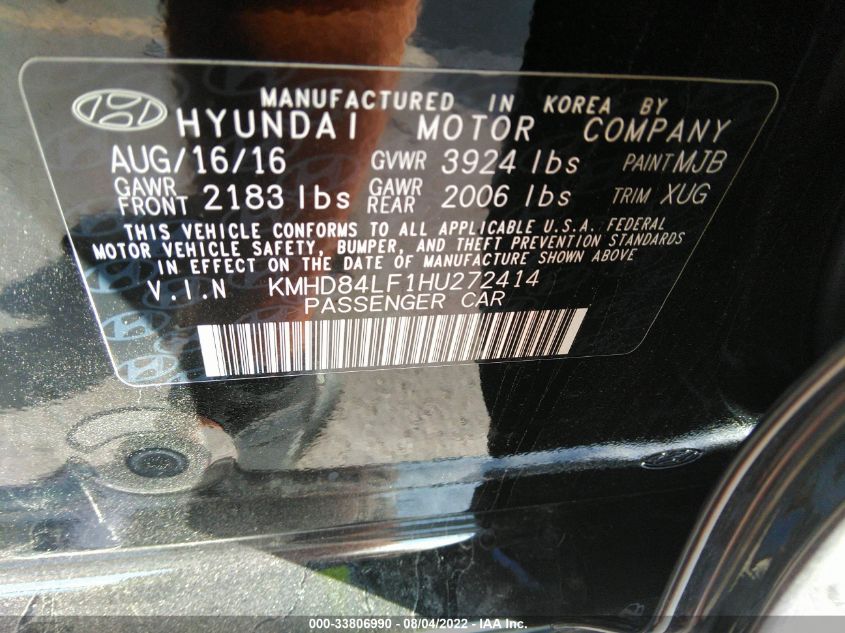 MANUFACTURED IN KOREA BY
HYUNDAI MOTOR COMPANY
AUG/16/16 GVWR 3924 lbs PAINT MJB
GAWR FRONT 2183 lbs GAWR REAR 2006 lbs TRIM XUG
THIS VEHICLE CONFORMS TO ALL APPLICABLE U.S.A. FEDERAL
MOTOR VEHICLE SAFETY, BUMPER, AND THEFT PREVENTION STANDARDS
IN EFFECT ON THE DATE OF MANUFACTURE SHOWN ABOVE
V.I.N KMHD84LF1HU272414
PASSENGER CAR
000-33806990 - 08/04/2022 - IAA Inc.